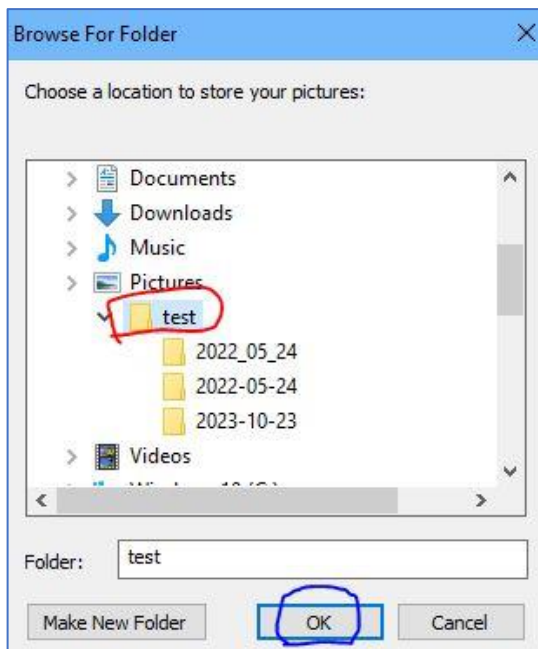 Browse For Folder
Choose a location to store your pictures:
Documents
Downloads
Music
Pictures
test
2022_05_24
2022-05-24
2023-10-23
Videos
Folder: test
Make New Folder OK Cancel